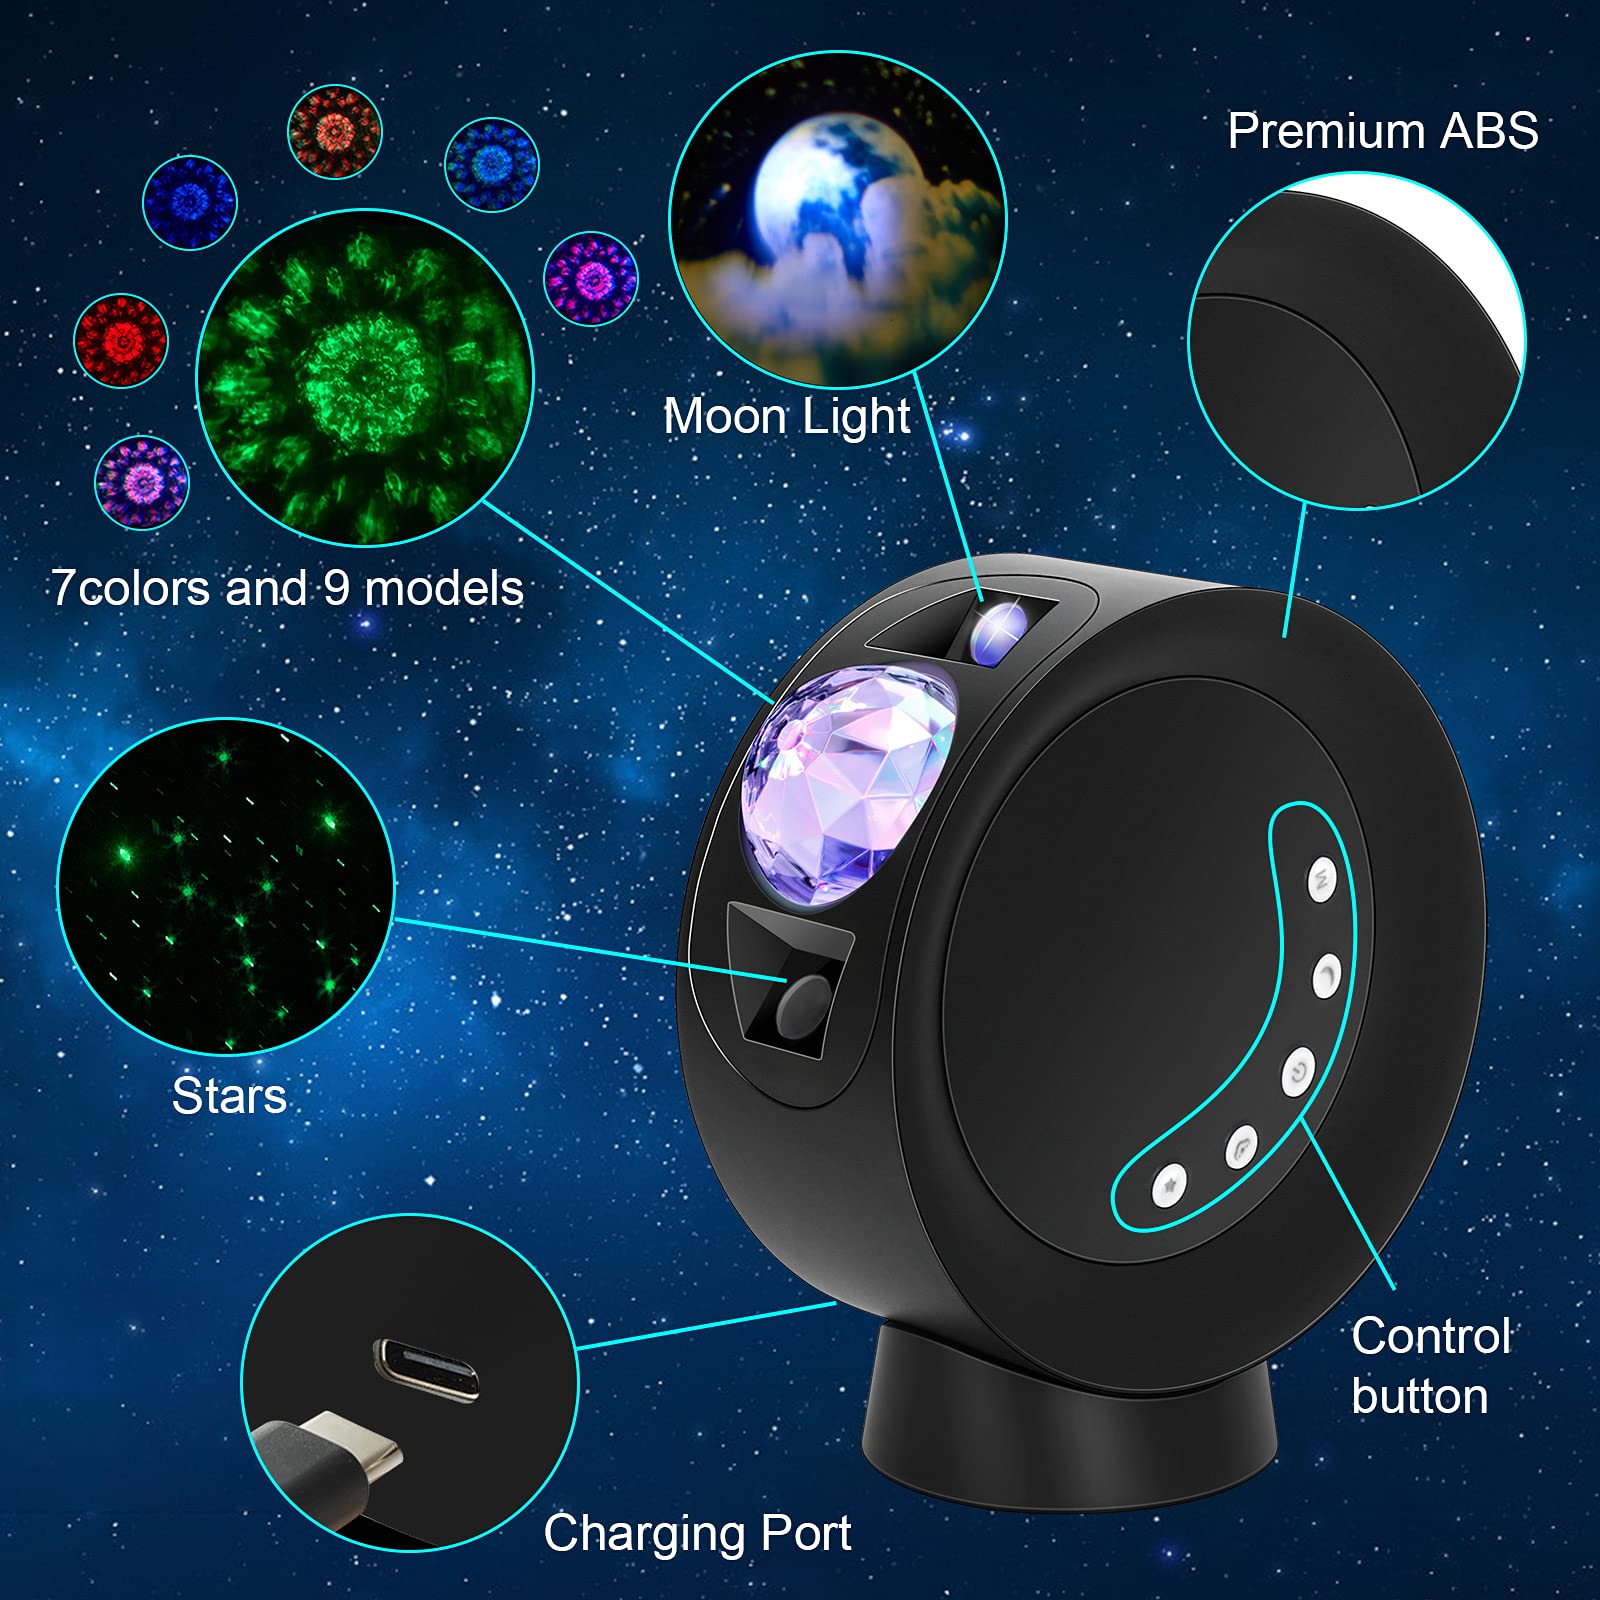 Premium ABS
Moon Light
7colors and 9 models
M
Stars
Control
button
Charging Port